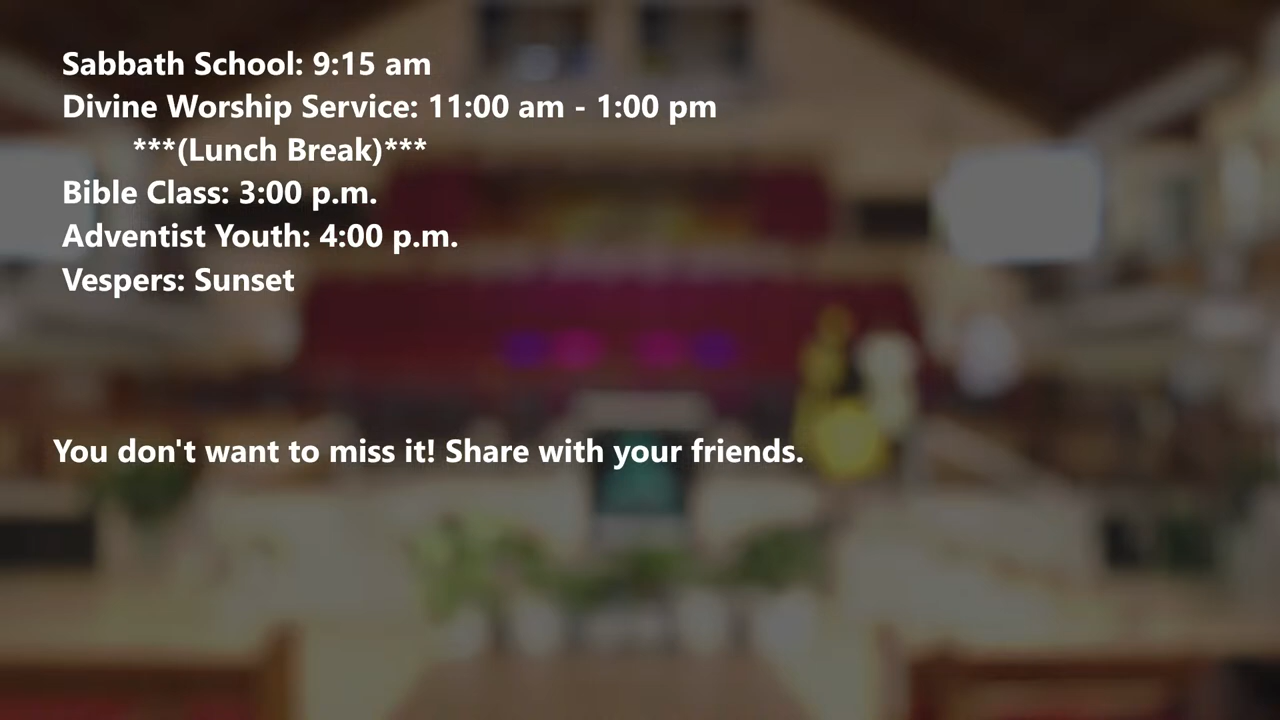 Sabbath School: 9:15 am
Divine Worship Service: 11:00 am - 1:00 pm
***(Lunch Break)***
Bible Class: 3:00 p.m.
Adventist Youth: 4:00 p.m.
Vespers: Sunset
You don't want to miss it! Share with your friends.